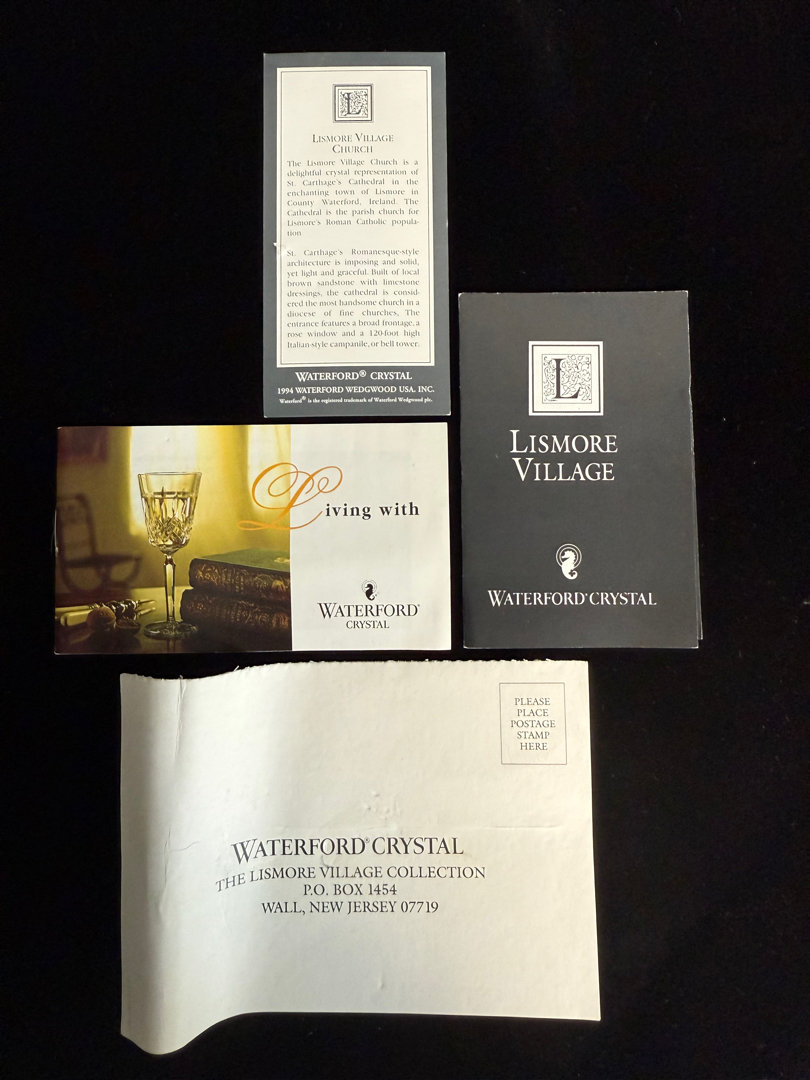 L
LISMORE VILLAGE
CHURCH
The Lismore Village Church is a
delightful crystal representation of
St. Carthage's Cathedral in the
enchanting town of Lismore in
County Waterford, Ireland. The
Cathedral is the parish church for
Lismore's Roman Catholic popula-
tion
St. Carthage's Romanesque-style
architecture is imposing and solid,
yet light and graceful. Built of local
brown sandstone with limestone
dressings, the cathedral is consid-
ered the most handsome church in a
diocese of fine churches, The
entrance features a broad frontage, a
rose window and a 120-foot high
Italian-style campanile, or bell tower.
WATERFORD® CRYSTAL
1994 WATERFORD WEDGWOOD USA. INC.
Waterford® is the registered trademark of Waterford Wedgwood plc.
L
LISMORE
VILLAGE
WATERFORD® CRYSTAL
Living with
WATERFORD®
CRYSTAL
PLEASE
PLACE
POSTAGE
STAMP
HERE
WATERFORD® CRYSTAL
THE LISMORE VILLAGE COLLECTION
P.O. BOX 1454
WALL, NEW JERSEY 07719